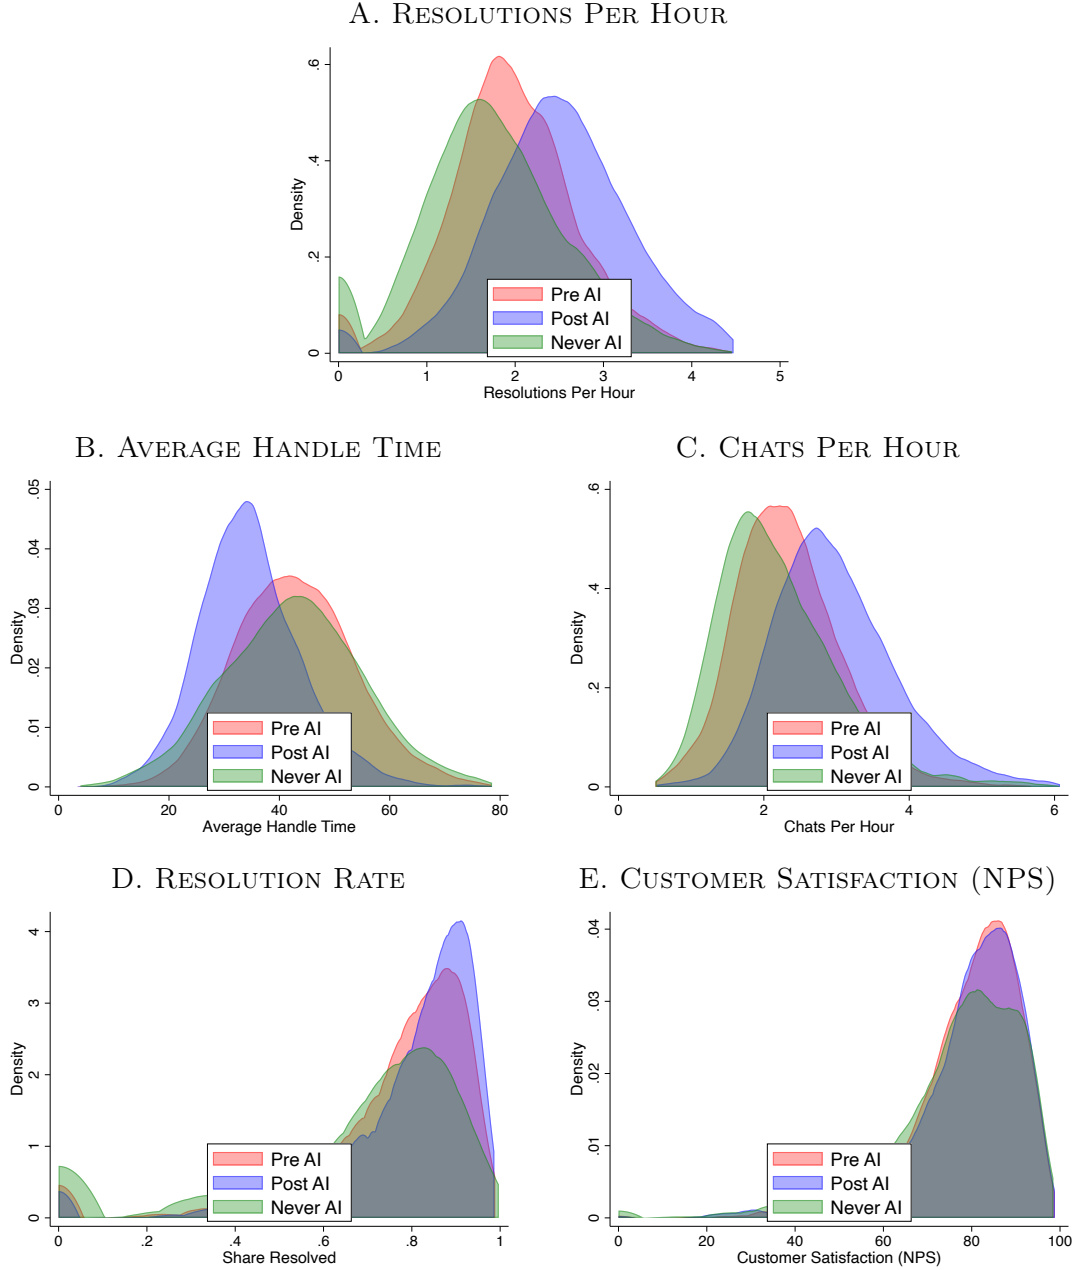 A. Resolutions Per Hour
.6
.4
.2
0
Density
Pre AI
Post AI
Never AI
0 1 2 3 4 5
Resolutions Per Hour
B. Average Handle Time
.05
.04
.03
.02
.01
0
Density
Pre AI
Post AI
Never AI
0 20 40 60 80
Average Handle Time
C. Chats Per Hour
.6
.4
.2
0
Density
Pre AI
Post AI
Never AI
0 2 4 6
Chats Per Hour
D. Resolution Rate
4
3
2
1
0
Density
Pre AI
Post AI
Never AI
0 .2 .4 .6 .8 1
Share Resolved
E. Customer Satisfaction (NPS)
.04
.03
.02
.01
0
Density
Pre AI
Post AI
Never AI
0 20 40 60 80 100
Customer Satisfaction (NPS)